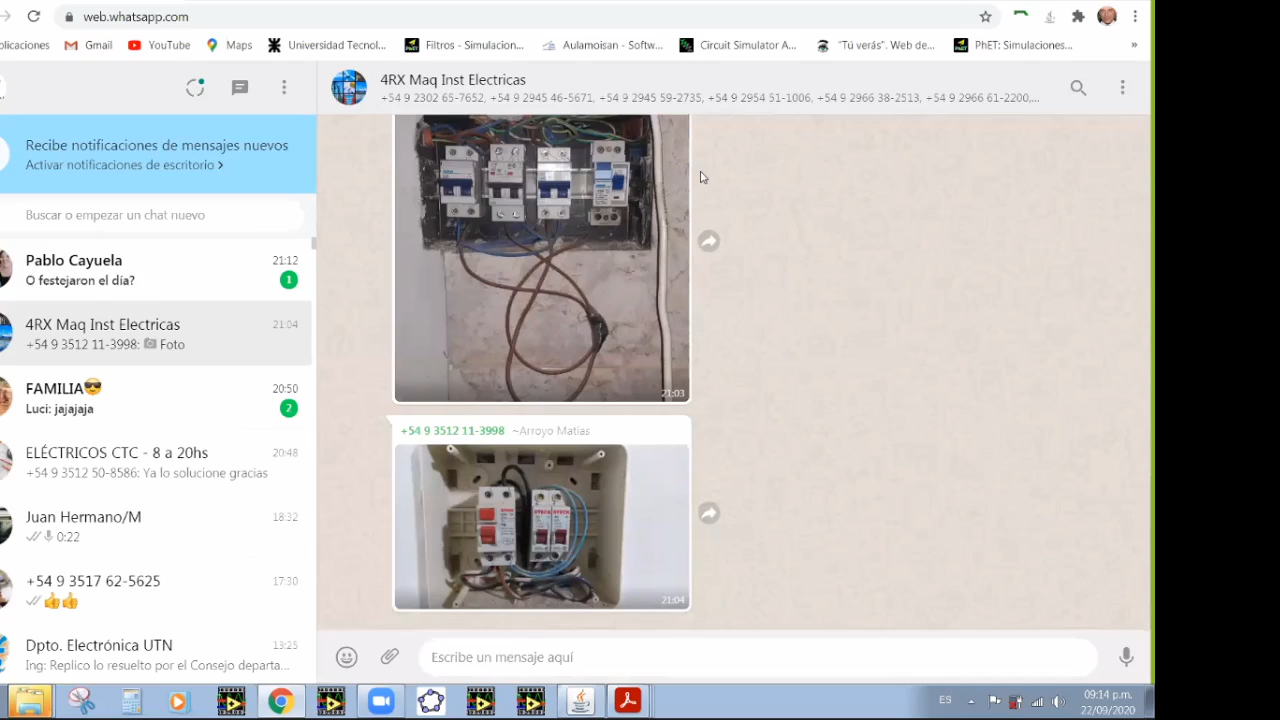 web.whatsapp.com
plicaciones
Gmail
YouTube
Maps
Universidad Tecnol...
Filtros - Simulacion...
Aulamoisan - Softw...
Circuit Simulator A...
"Tú verás". Web de...
PhET: Simulaciones...
»
4RX Maq Inst Electricas
+54 9 2302 65-7652, +54 9 2945 46-5671, +54 9 2945 59-2735, +54 9 2954 51-1006, +54 9 2966 38-2513, +54 9 2966 61-2200,...
Recibe notificaciones de mensajes nuevos
Activar notificaciones de escritorio >
Buscar o empezar un chat nuevo
Pablo Cayuela 21:12
O festejaron el día? 1
4RX Maq Inst Electricas 21:04
+54 9 3512 11-3998: Foto
FAMILIA😎 20:50
Luci: jajajaja 2
ELÉCTRICOS CTC - 8 a 20hs 20:48
+54 9 3512 50-8586: Ya lo solucione gracias
Juan Hermano/M 18:32
0:22
+54 9 3517 62-5625 17:30
👍👍
Dpto. Electrónica UTN 13:25
Ing: Replico lo resuelto por el Consejo departa...
21:03
+54 9 3512 11-3998 ~Arroyo Matias
21:04
Escribe un mensaje aquí
ES
09:14 p.m.
22/09/2020